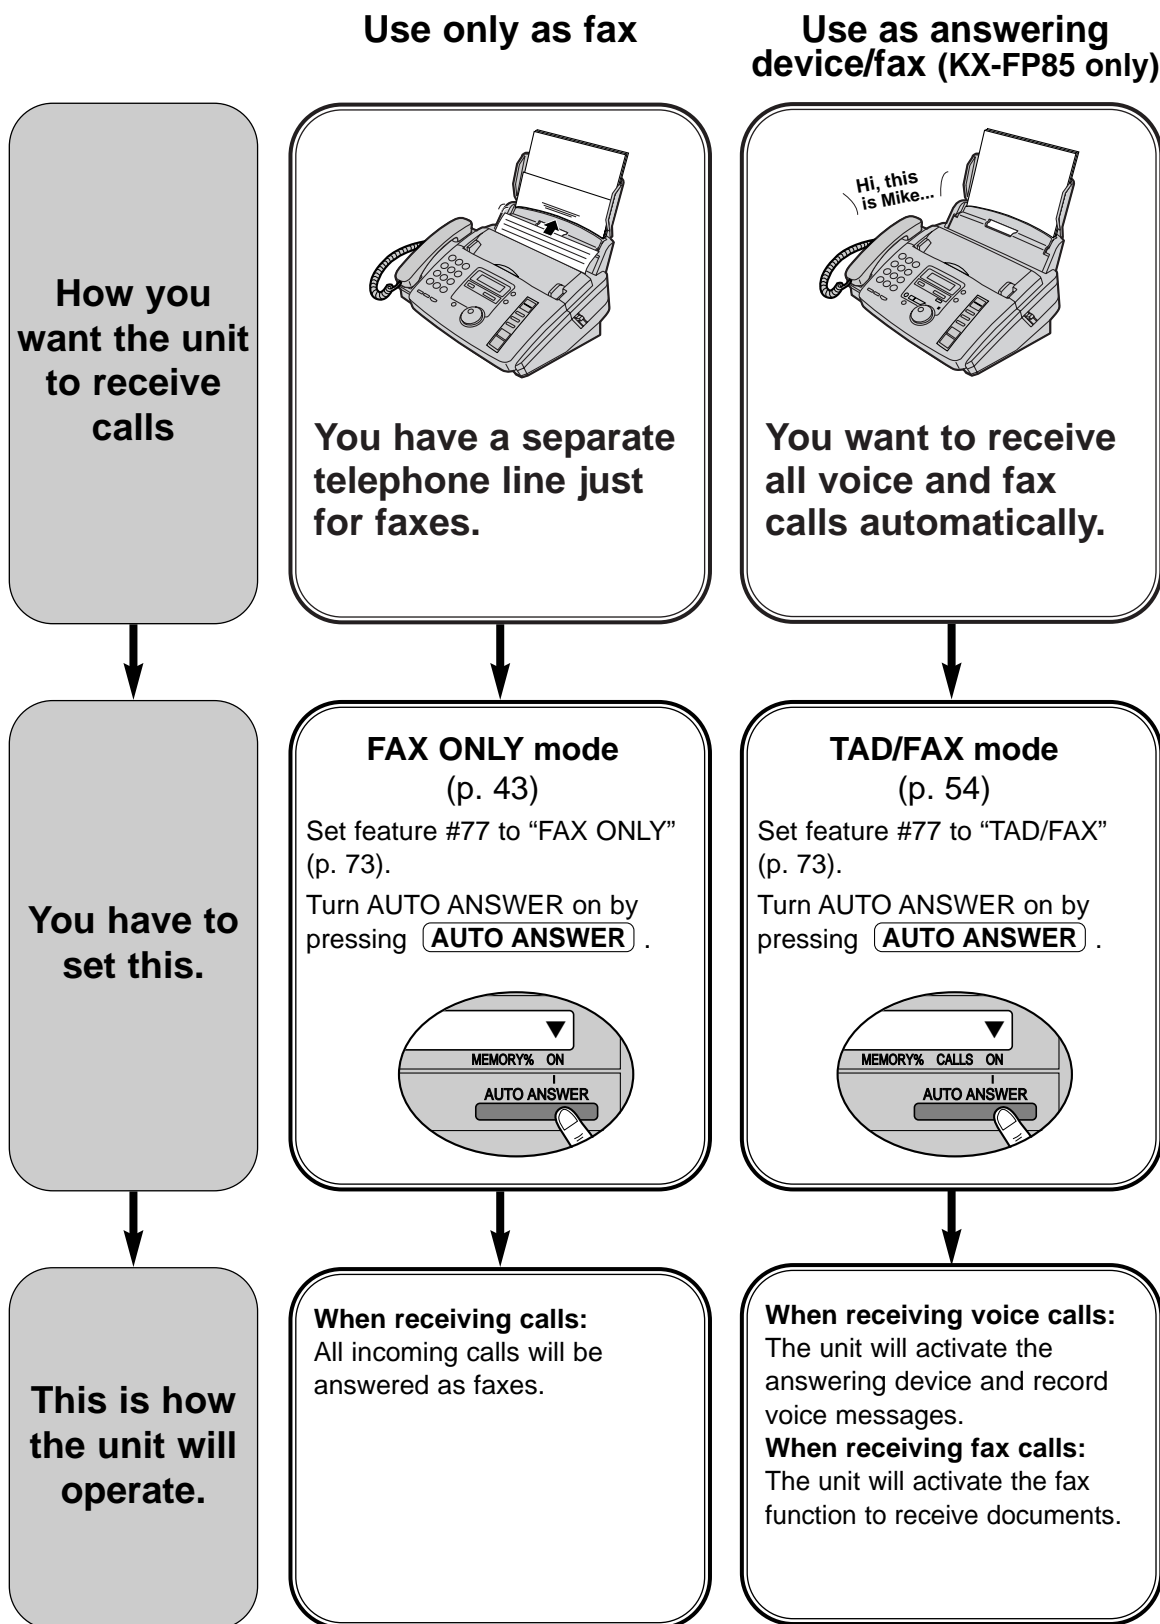 Use only as fax
Use as answering
device/fax (KX-FP85 only)
How you
want the unit
to receive
calls
You have a separate
telephone line just
for faxes.
Hi, this
is Mike...
You want to receive
all voice and fax
calls automatically.
You have to
set this.
FAX ONLY mode
(p. 43)
Set feature #77 to “FAX ONLY”
(p. 73).
Turn AUTO ANSWER on by
pressing AUTO ANSWER .
MEMORY% ON
AUTO ANSWER
TAD/FAX mode
(p. 54)
Set feature #77 to “TAD/FAX”
(p. 73).
Turn AUTO ANSWER on by
pressing AUTO ANSWER .
MEMORY% CALLS ON
AUTO ANSWER
This is how
the unit will
operate.
When receiving calls:
All incoming calls will be
answered as faxes.
When receiving voice calls:
The unit will activate the
answering device and record
voice messages.
When receiving fax calls:
The unit will activate the fax
function to receive documents.